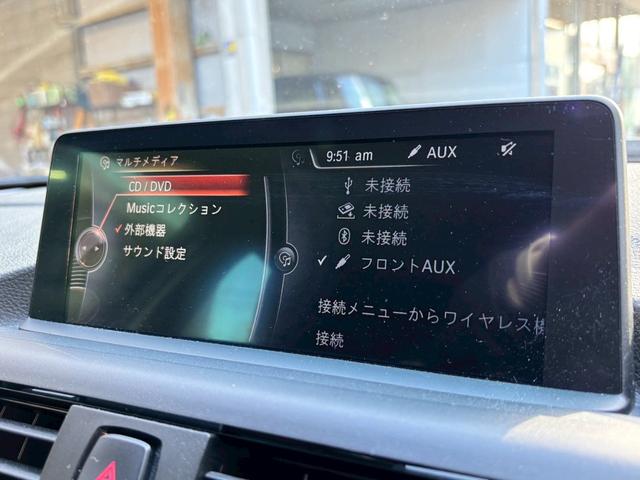 マルチメディア
9:51 am AUX
CD / DVD
Musicコレクション
外部機器
サウンド設定
未接続
未接続
未接続
フロントAUX
接続メニューからワイヤレス機
接続